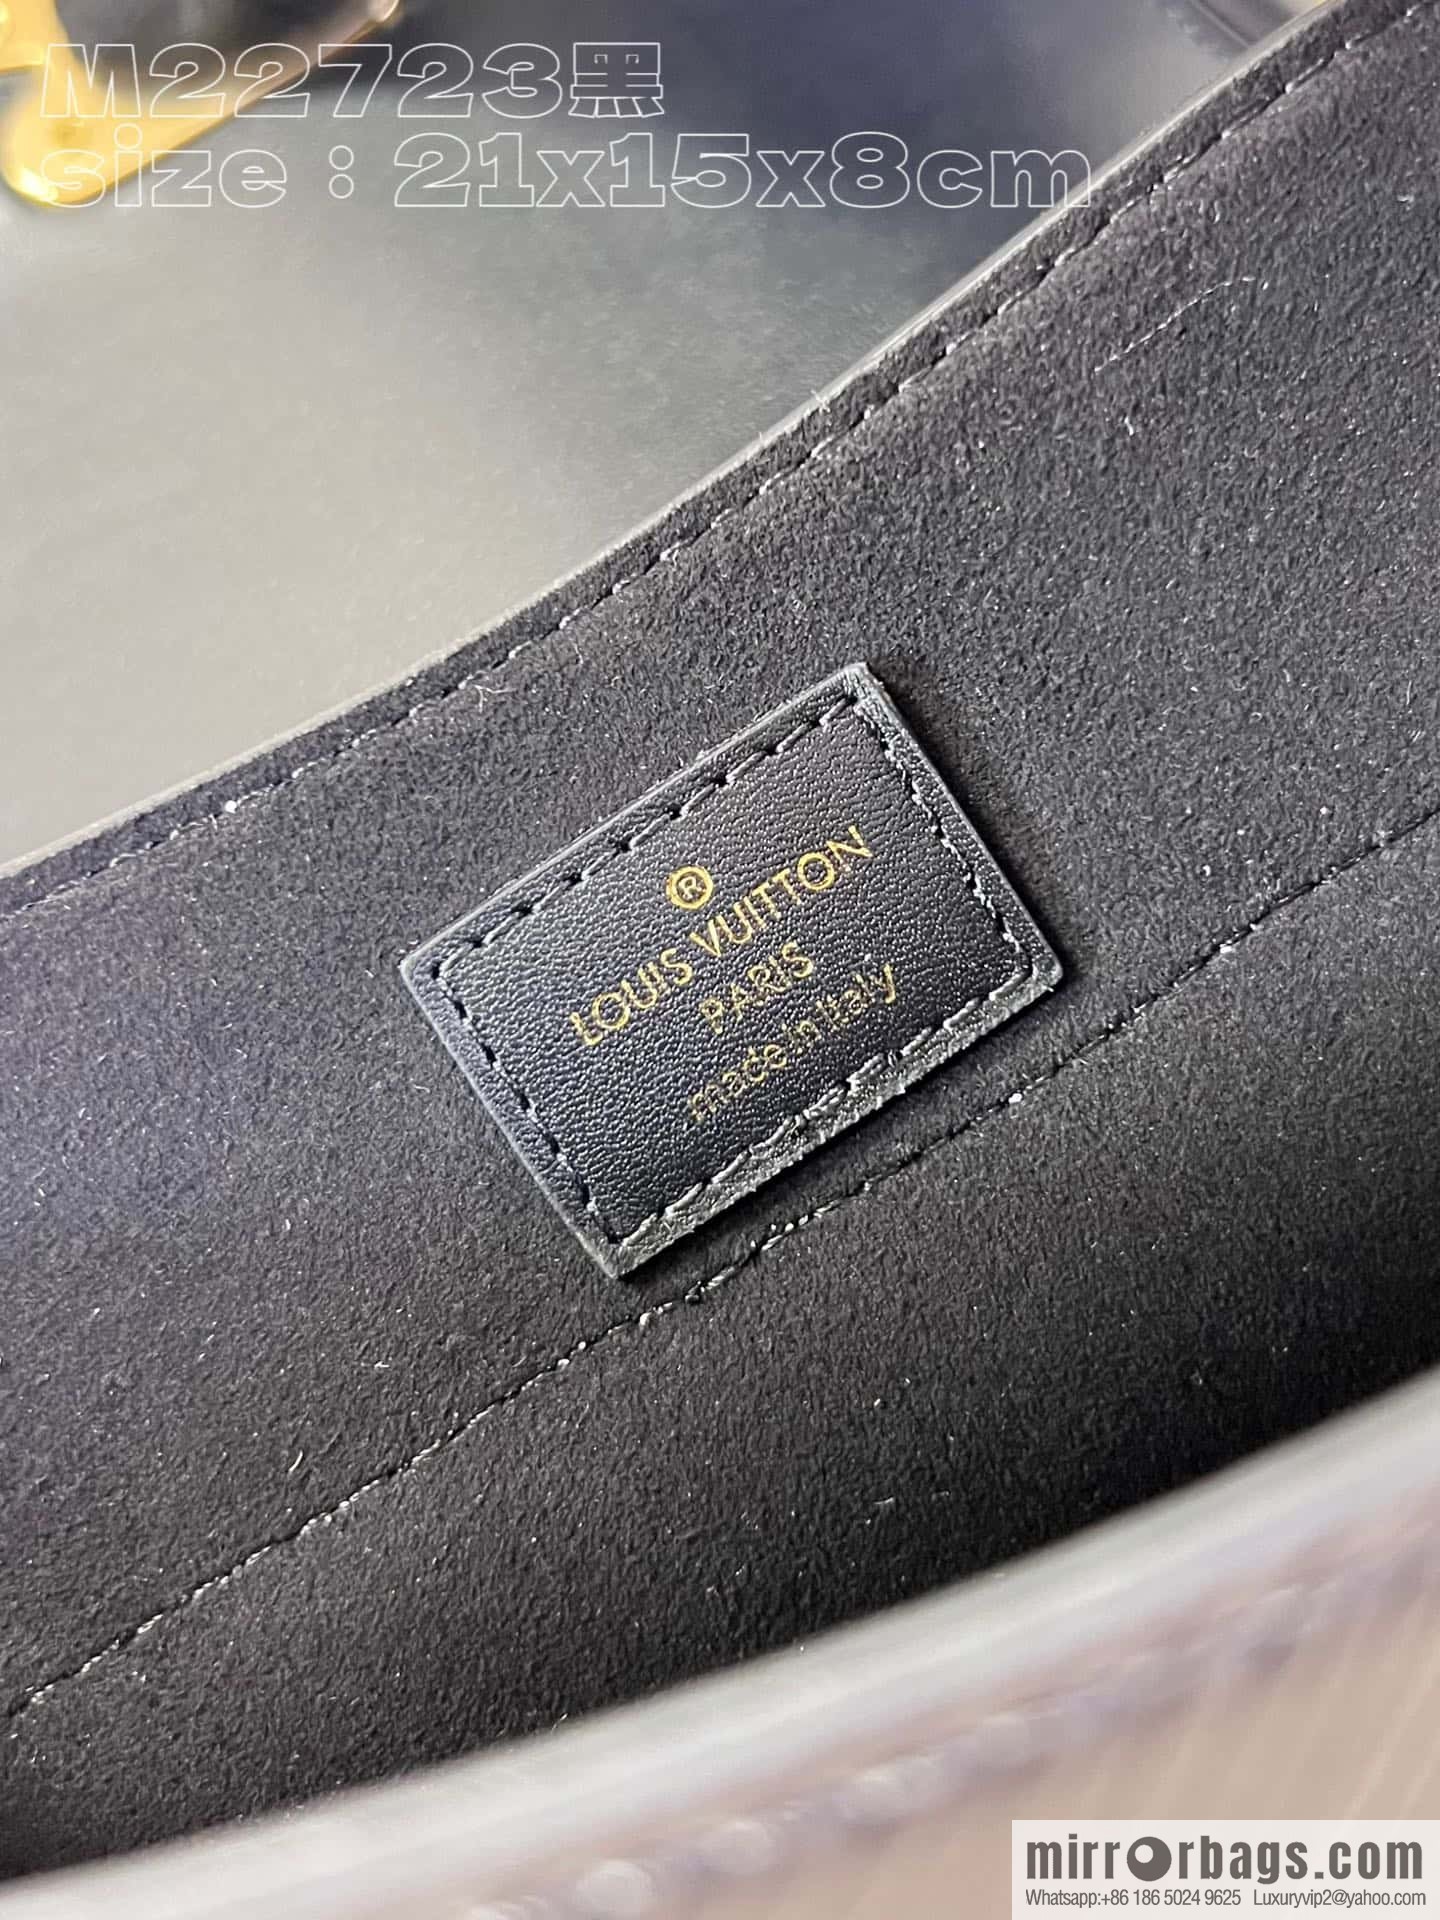 M22723黑
size：21x15x8cm
®
LOUIS VUITTON
PARIS
made in Italy
mirrorbags.com
Whatsapp:+86 186 5024 9625 Luxuryvip2@yahoo.com